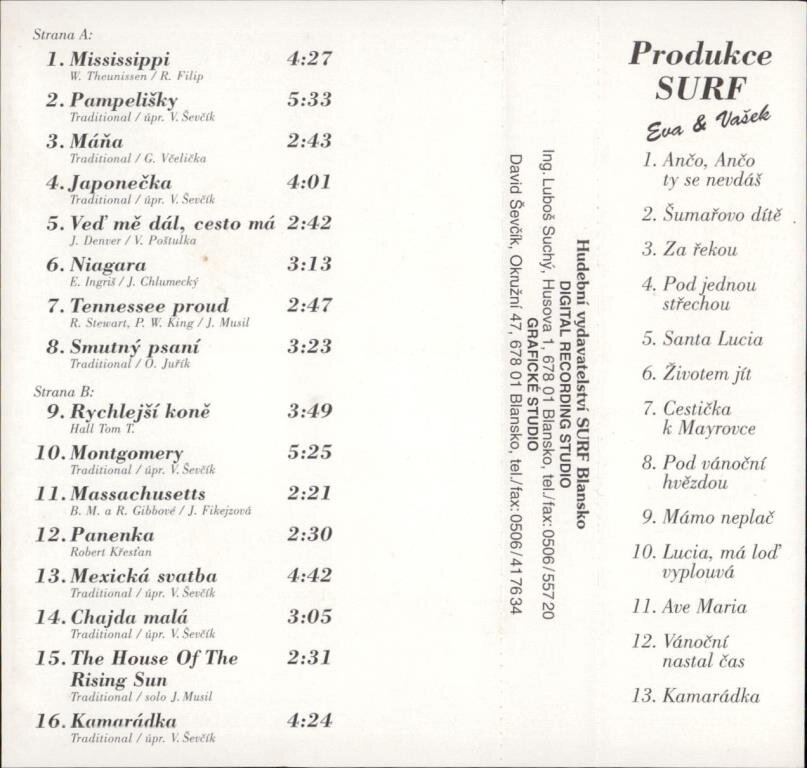 Strana A:
1. Mississippi 4:27
W. Theunissen / R. Filip
2. Pampelišky 5:33
Traditional / úpr. V. Ševčík
3. Máňa 2:43
Traditional / G. Včelička
4. Japonečka 4:01
Traditional / úpr. V. Ševčík
5. Veď mě dál, cesto má 2:42
J. Denver / V. Poštulka
6. Niagara 3:13
E. Ingriš / J. Chlumecký
7. Tennessee proud 2:47
R. Stewart, P. W. King / J. Musil
8. Smutný psaní 3:23
Traditional / O. Juřík
Strana B:
9. Rychlejší koně 3:49
Hall Tom T.
10. Montgomery 5:25
Traditional / úpr. V. Ševčík
11. Massachusetts 2:21
B. M. a R. Gibbové / J. Fikejzová
12. Panenka 2:30
Robert Křesťan
13. Mexická svatba 4:42
Traditional / úpr. V. Ševčík
14. Chajda malá 3:05
Traditional / úpr. V. Ševčík
15. The House Of The 2:31
Rising Sun
Traditional / solo J. Musil
16. Kamarádka 4:24
Traditional / úpr. V. Ševčík
Hudební vydavatelství SURF Blansko
DIGITAL RECORDING STUDIO
Ing. Luboš Suchý, Husova 1, 678 01 Blansko, tel./fax: 0506/557 20
GRAFICKÉ STUDIO
David Ševčík, Okružní 47, 678 01 Blansko, tel./fax: 0506/41 76 34
Produkce
SURF
Eva & Vašek
1. Ančo, Ančo
ty se nevdáš
2. Šumařovo dítě
3. Za řekou
4. Pod jednou
střechou
5. Santa Lucia
6. Životem jít
7. Cestička
k Mayrovce
8. Pod vánoční
hvězdou
9. Mámo neplač
10. Lucia, má loď
vyplouvá
11. Ave Maria
12. Vánoční
nastal čas
13. Kamarádka